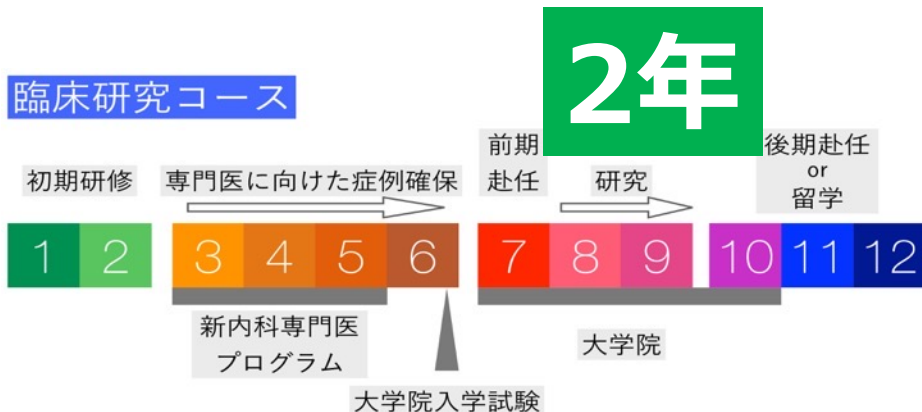 2年
臨床研究コース
初期研修
専門医に向けた症例確保
前期
赴任
研究
後期赴任
or
留学
1 2 3 4 5 6 7 8 9 10 11 12
新内科専門医
プログラム
大学院
大学院入学試験